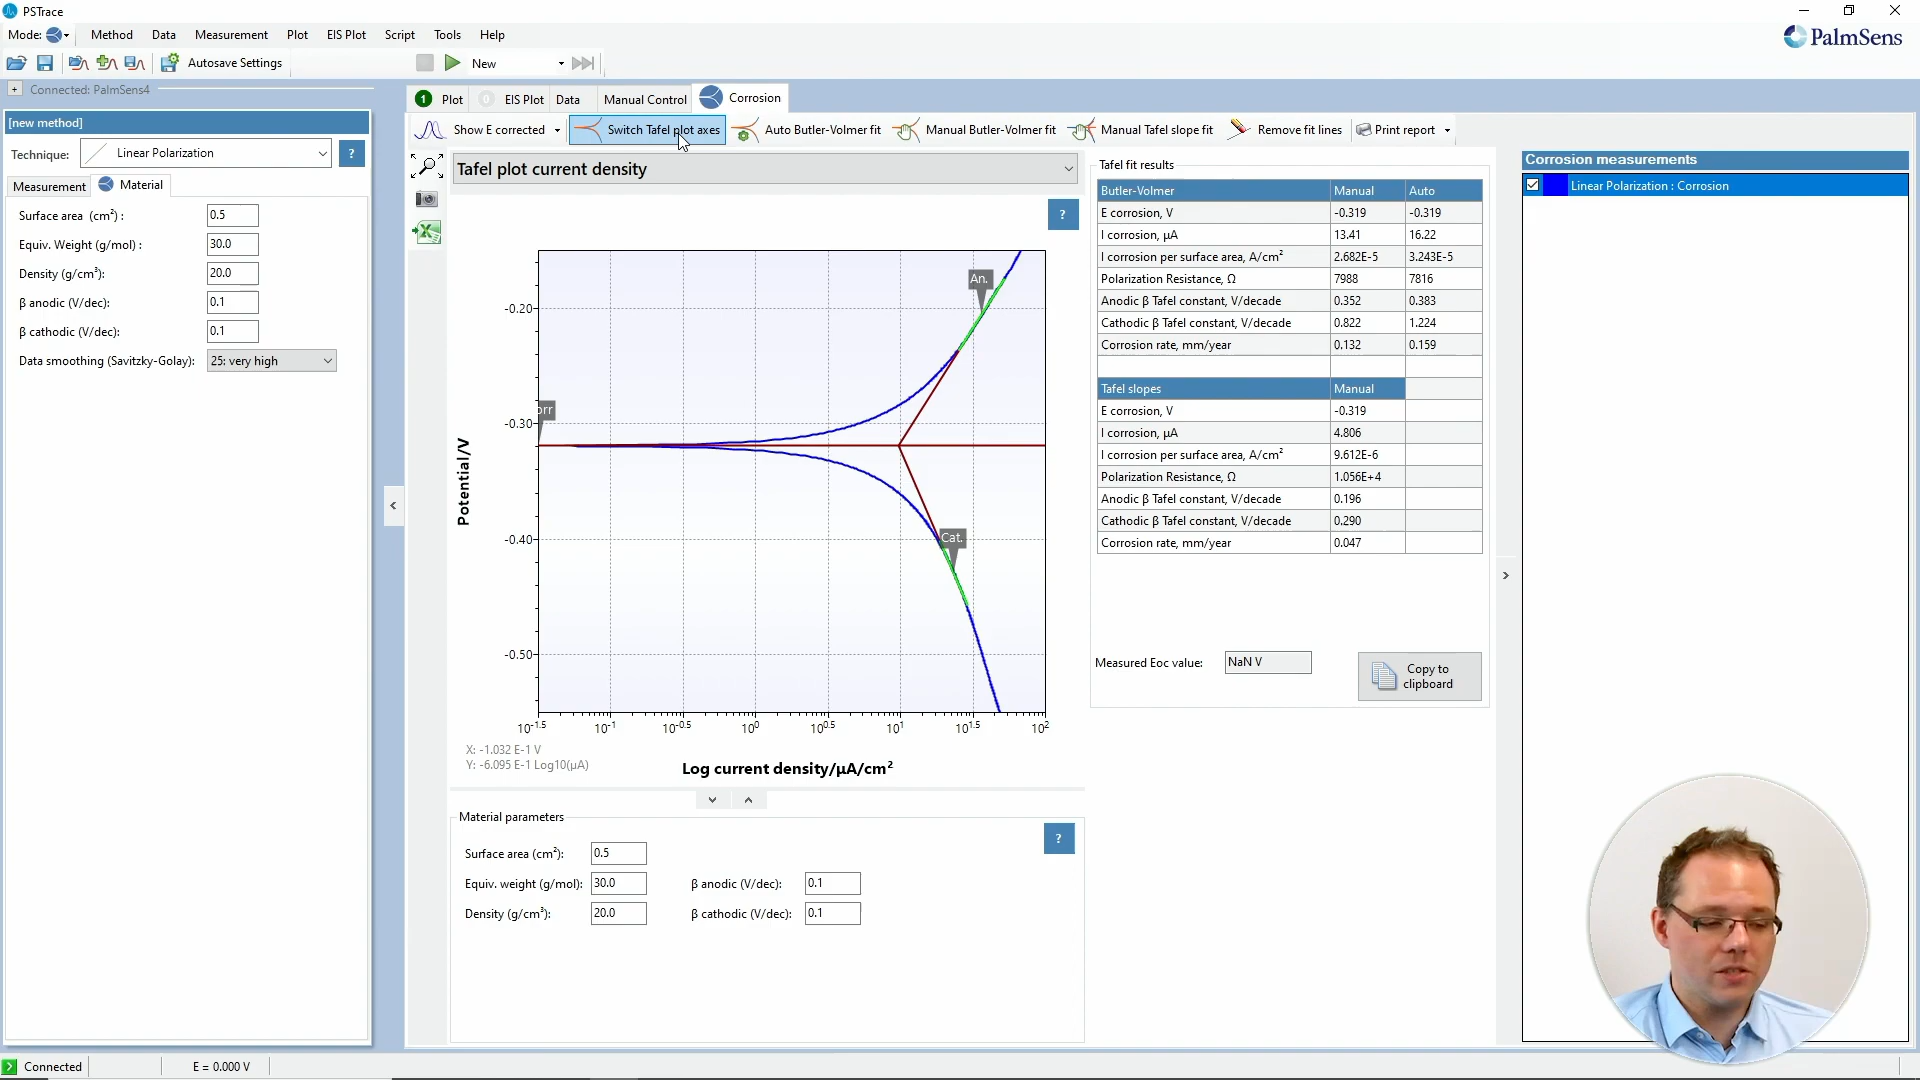 PSTrace
Mode:
Method Data Measurement Plot EIS Plot Script Tools Help
PalmSens
Autosave Settings
New
Connected: PalmSens4
[new method]
Technique: Linear Polarization ?
Measurement Material
Surface area (cm²) : 0.5
Equiv. Weight (g/mol) : 30.0
Density (g/cm³): 20.0
β anodic (V/dec): 0.1
β cathodic (V/dec): 0.1
Data smoothing (Savitzky-Golay): 25: very high
1 Plot 0 EIS Plot Data Manual Control Corrosion
Show E corrected Switch Tafel plot axes Auto Butler-Volmer fit Manual Butler-Volmer fit Manual Tafel slope fit Remove fit lines Print report
Tafel plot current density
?
An.
orr
Cat.
Potential/V
-0.20
-0.30
-0.40
-0.50
10^-1.5 10^-1 10^-0.5 10^0 10^0.5 10^1 10^1.5 10^2
X: -1.032 E-1 V
Y: -6.095 E-1 Log10(µA)
Log current density/µA/cm²
Material parameters
?
Surface area (cm²): 0.5
Equiv. weight (g/mol): 30.0 β anodic (V/dec): 0.1
Density (g/cm³): 20.0 β cathodic (V/dec): 0.1
Tafel fit results
Butler-Volmer Manual Auto
E corrosion, V -0.319 -0.319
I corrosion, µA 13.41 16.22
I corrosion per surface area, A/cm² 2.682E-5 3.243E-5
Polarization Resistance, Ω 7988 7816
Anodic β Tafel constant, V/decade 0.352 0.383
Cathodic β Tafel constant, V/decade 0.822 1.224
Corrosion rate, mm/year 0.132 0.159
Tafel slopes Manual
E corrosion, V -0.319
I corrosion, µA 4.806
I corrosion per surface area, A/cm² 9.612E-6
Polarization Resistance, Ω 1.056E+4
Anodic β Tafel constant, V/decade 0.196
Cathodic β Tafel constant, V/decade 0.290
Corrosion rate, mm/year 0.047
Measured Eoc value: NaN V
Copy to
clipboard
Corrosion measurements
Linear Polarization : Corrosion
Connected E = 0.000 V